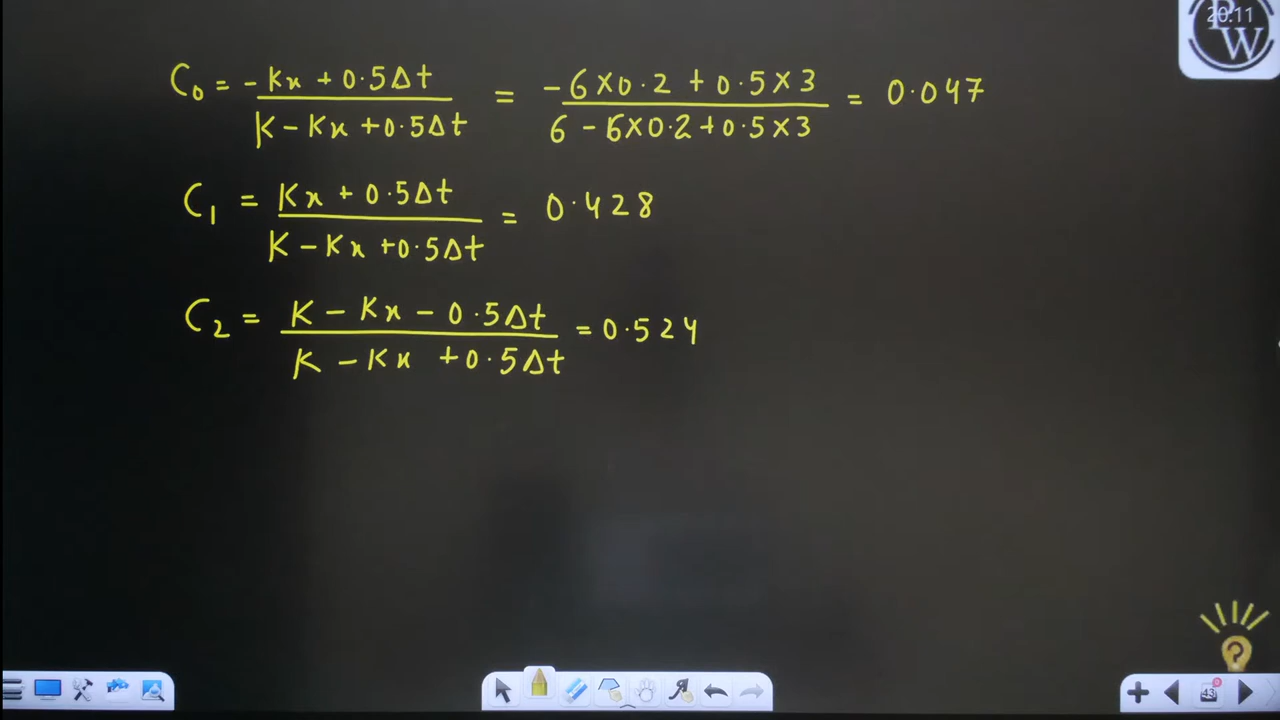 20:11
PW
C₀ = (-Kx + 0.5Δt)/(K - Kx + 0.5Δt) = (-6×0.2 + 0.5×3)/(6 - 6×0.2 + 0.5×3) = 0.047
C₁ = (Kx + 0.5Δt)/(K - Kx + 0.5Δt) = 0.428
C₂ = (K - Kx - 0.5Δt)/(K - Kx + 0.5Δt) = 0.524
43